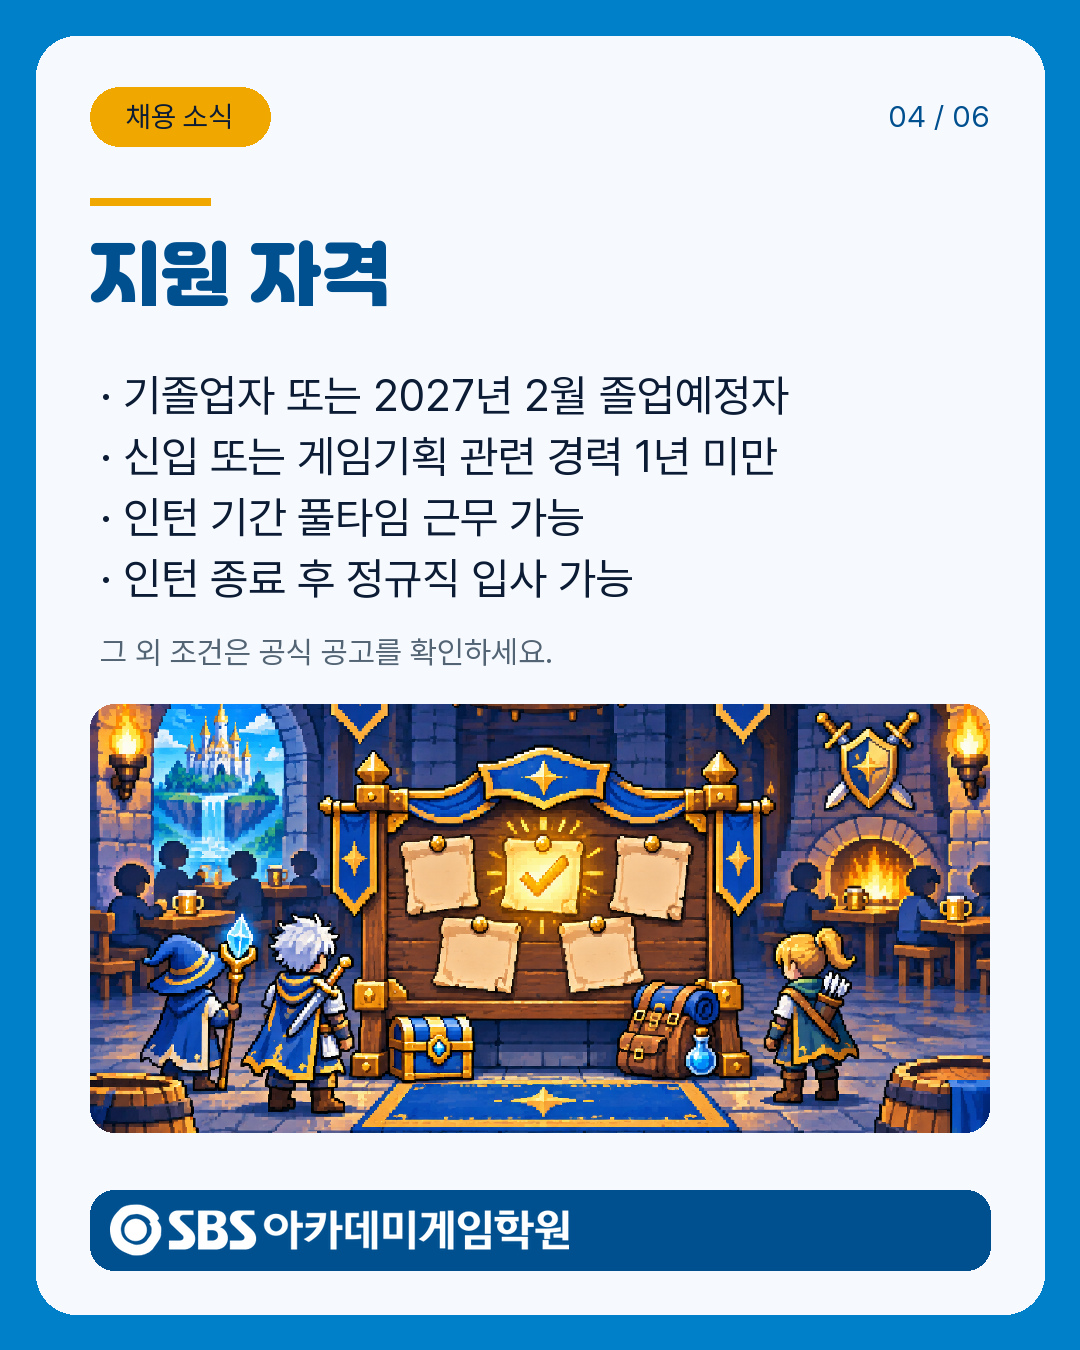 채용 소식
04 / 06
지원 자격
· 기졸업자 또는 2027년 2월 졸업예정자
· 신입 또는 게임기획 관련 경력 1년 미만
· 인턴 기간 풀타임 근무 가능
· 인턴 종료 후 정규직 입사 가능
그 외 조건은 공식 공고를 확인하세요.
SBS 아카데미게임학원